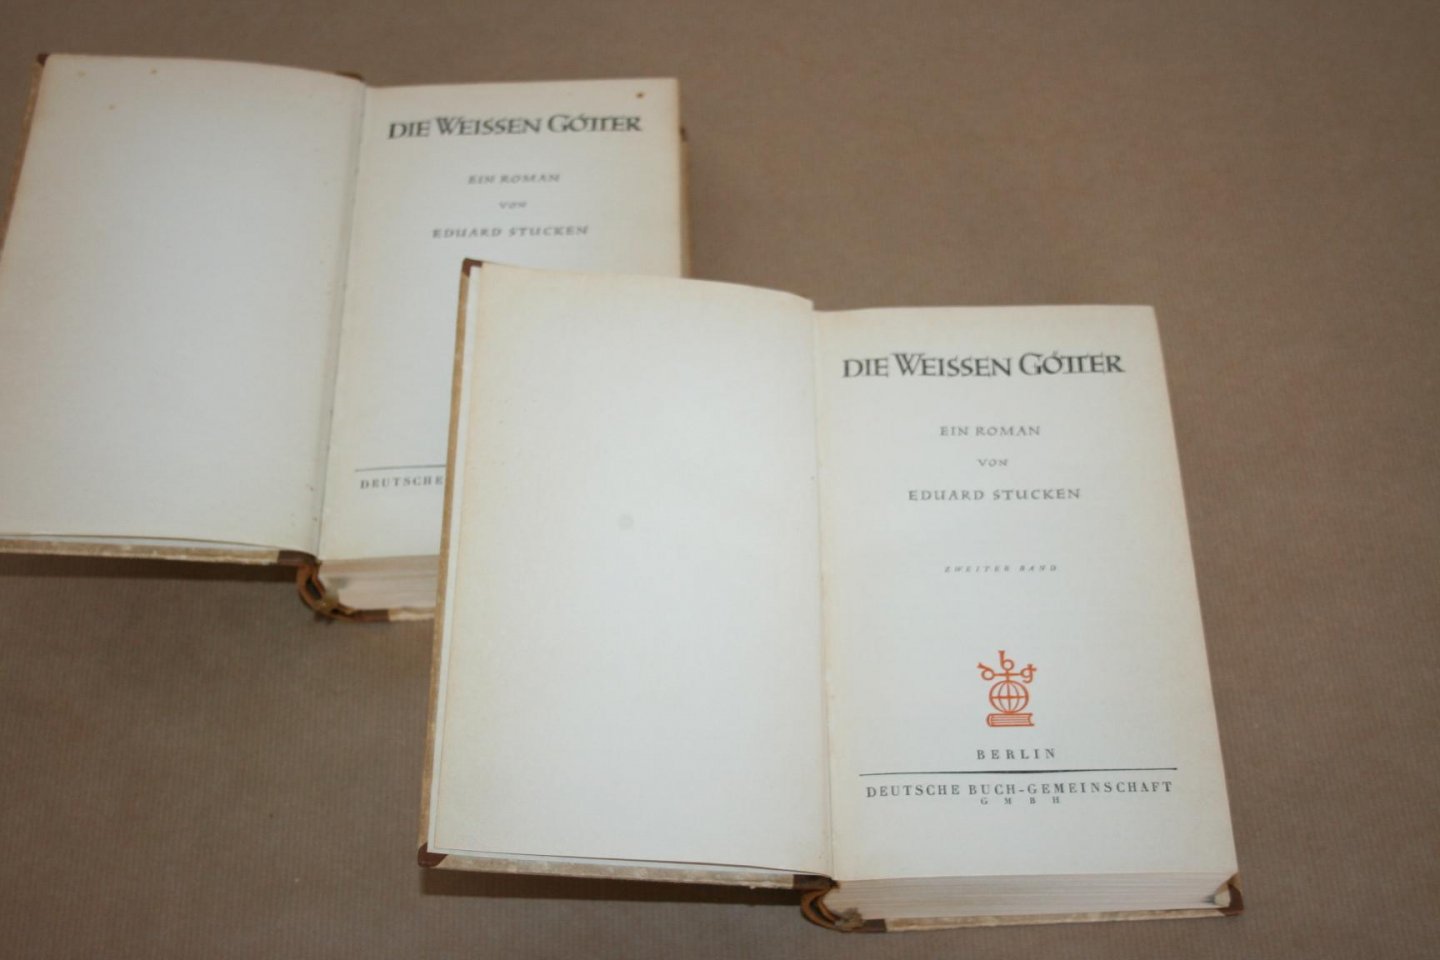 DIE WEISSEN GÖTTER
EIN ROMAN
VON
EDUARD STUCKEN
DEUTSCHE
DIE WEISSEN GÖTTER
EIN ROMAN
VON
EDUARD STUCKEN
ZWEITER BAND
dbg
BERLIN
DEUTSCHE BUCH-GEMEINSCHAFT
GMBH